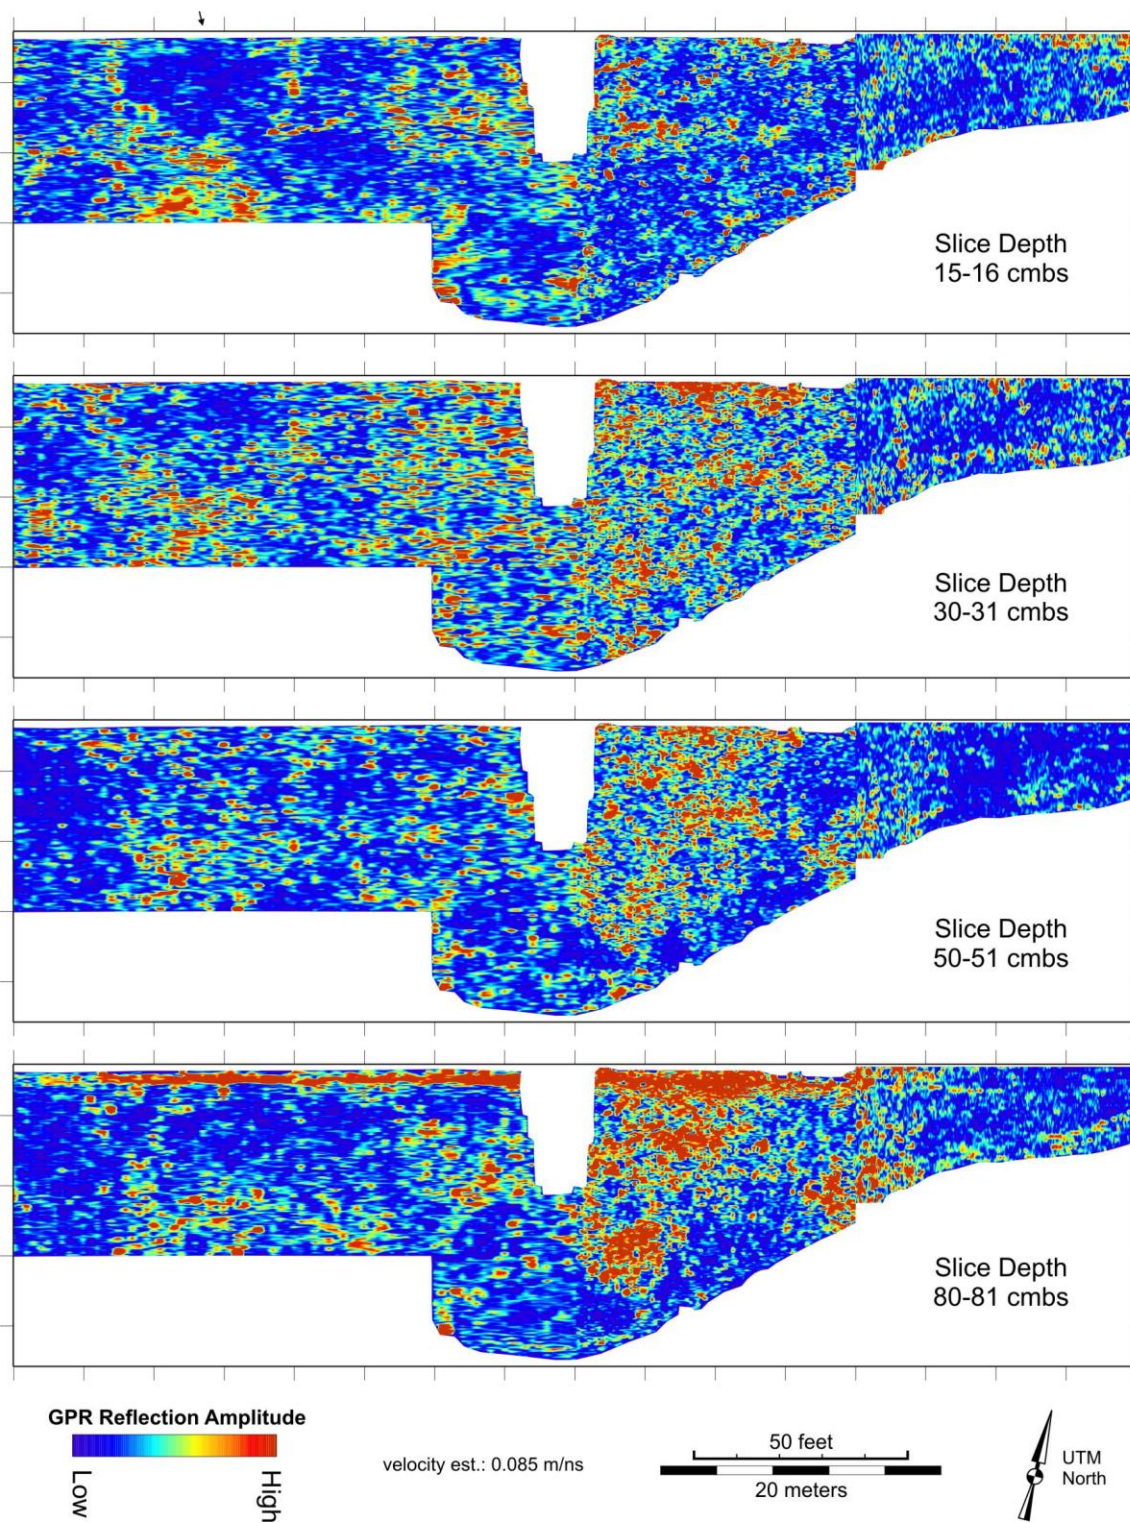 Slice Depth
15-16 cmbs
Slice Depth
30-31 cmbs
Slice Depth
50-51 cmbs
Slice Depth
80-81 cmbs
GPR Reflection Amplitude
Low
High
velocity est.: 0.085 m/ns
50 feet
20 meters
UTM
North